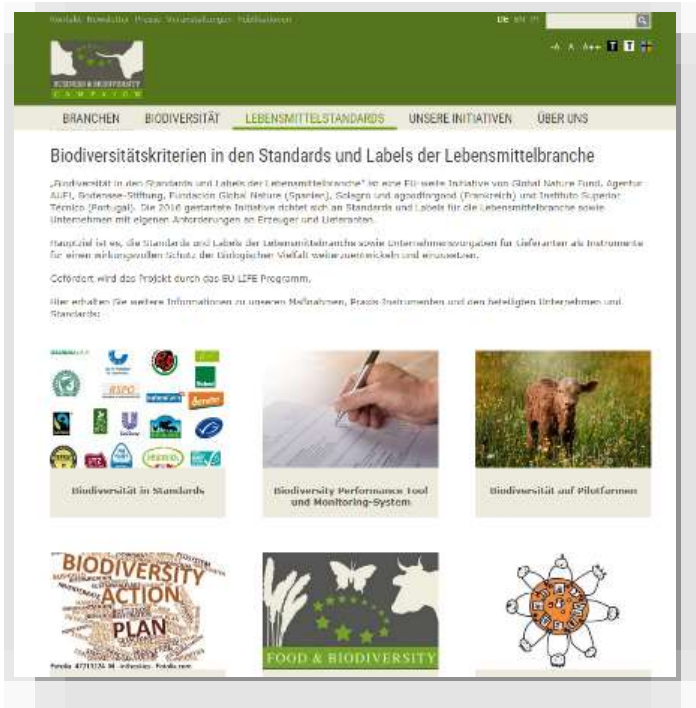 Kontakt Newsletter Presse Veranstaltungen Publikationen
DE EN PT
-A A A++ T T
BUSINESS & BIODIVERSITY
CAMPAIGN
BRANCHEN BIODIVERSITÄT LEBENSMITTELSTANDARDS UNSERE INITIATIVEN ÜBER UNS
Biodiversitätskriterien in den Standards und Labels der Lebensmittelbranche
„Biodiversität in den Standards und Labels der Lebensmittelbranche" ist eine EU-weite Initiative von Global Nature Fund, Agentur
AUF!, Bodensee-Stiftung, Fundación Global Nature (Spanien), Solagro und agoodforgood (Frankreich) und Instituto Superior
Técnico (Portugal). Die 2016 gestartete Initiative richtet sich an Standards und Labels für die Lebensmittelbranche sowie
Unternehmen mit eigenen Anforderungen an Erzeuger und Lieferanten.
Hauptziel ist es, die Standards und Labels der Lebensmittelbranche sowie Unternehmensvorgaben für Lieferanten als Instrumente
für einen wirkungsvollen Schutz der Biologischen Vielfalt weiterzuentwickeln und einzusetzen.
Gefördert wird das Projekt durch das EU LIFE Programm.
Hier erhalten Sie weitere Informationen zu unseren Maßnahmen, Praxis-Instrumenten und den beteiligten Unternehmen und
Standards:
RSPO
demeter
Unilever
Biodiversität in Standards
Biodiversity Performance Tool
und Monitoring-System
Biodiversität auf Pilotfarmen
BIODIVERSITY
ACTION
PLAN
FOOD & BIODIVERSITY